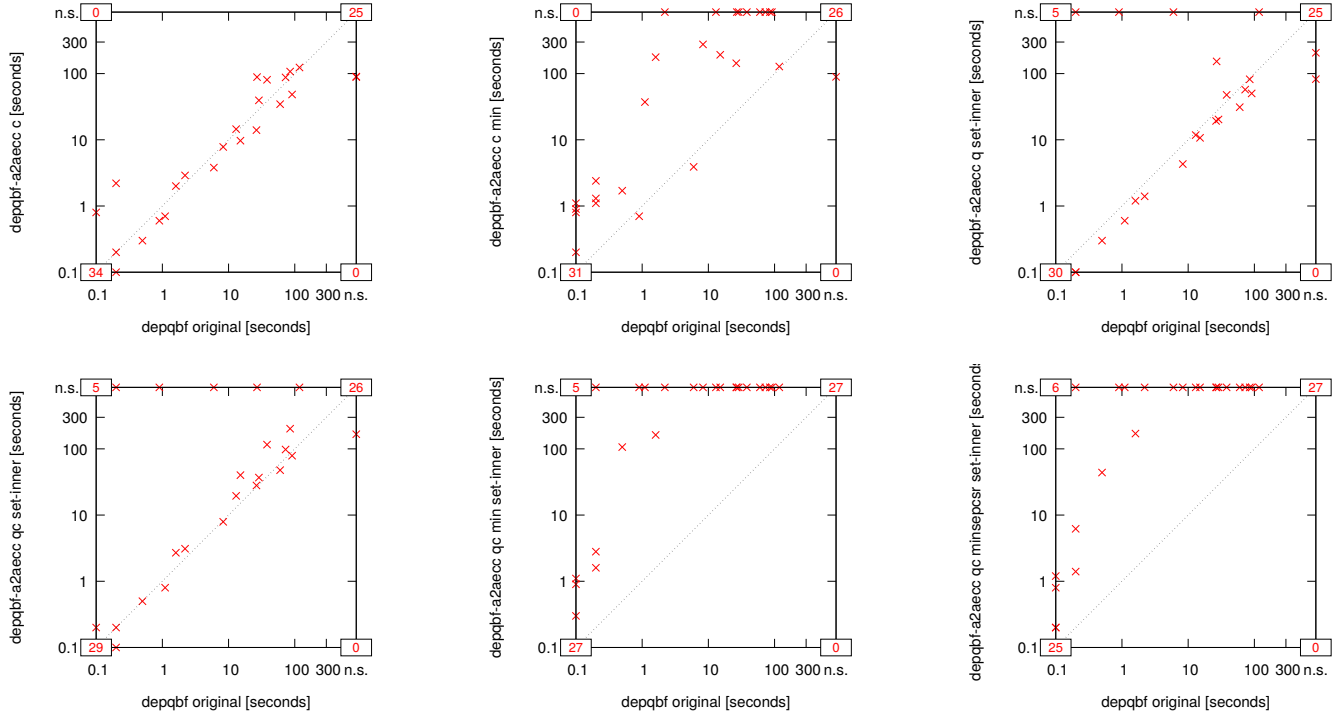 n.s. 0 25
300
100
10
1
0.1 34 0
0.1 1 10 100 300 n.s.
depqbf-a2aecc c [seconds]
depqbf original [seconds]
n.s. 0 26
300
100
10
1
0.1 31 0
0.1 1 10 100 300 n.s.
depqbf-a2aecc c min [seconds]
depqbf original [seconds]
n.s. 5 25
300
100
10
1
0.1 30 0
0.1 1 10 100 300 n.s.
depqbf-a2aecc q set-inner [seconds]
depqbf original [seconds]
n.s. 5 26
300
100
10
1
0.1 29 0
0.1 1 10 100 300 n.s.
depqbf-a2aecc qc set-inner [seconds]
depqbf original [seconds]
n.s. 5 27
300
100
10
1
0.1 27 0
0.1 1 10 100 300 n.s.
depqbf-a2aecc qc min set-inner [seconds]
depqbf original [seconds]
n.s. 6 27
300
100
10
1
0.1 25 0
0.1 1 10 100 300 n.s.
depqbf-a2aecc qc minsepcsr set-inner [second
depqbf original [seconds]